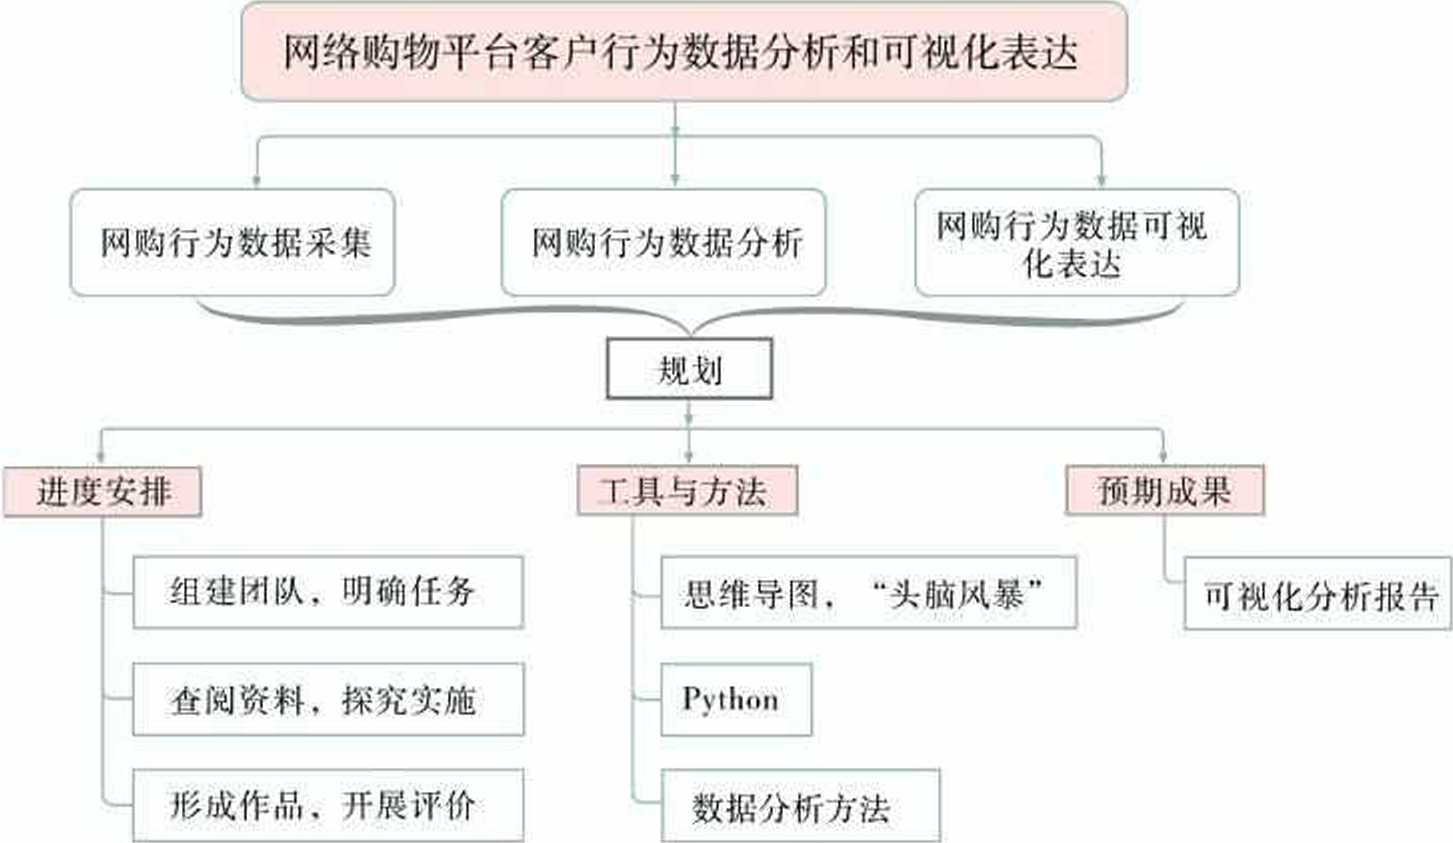 网络购物平台客户行为数据分析和可视化表达
网购行为数据采集
网购行为数据分析
网购行为数据可视
化表达
规划
进度安排
工具与方法
预期成果
组建团队，明确任务
思维导图，“头脑风暴”
可视化分析报告
查阅资料，探究实施
Python
形成作品，开展评价
数据分析方法